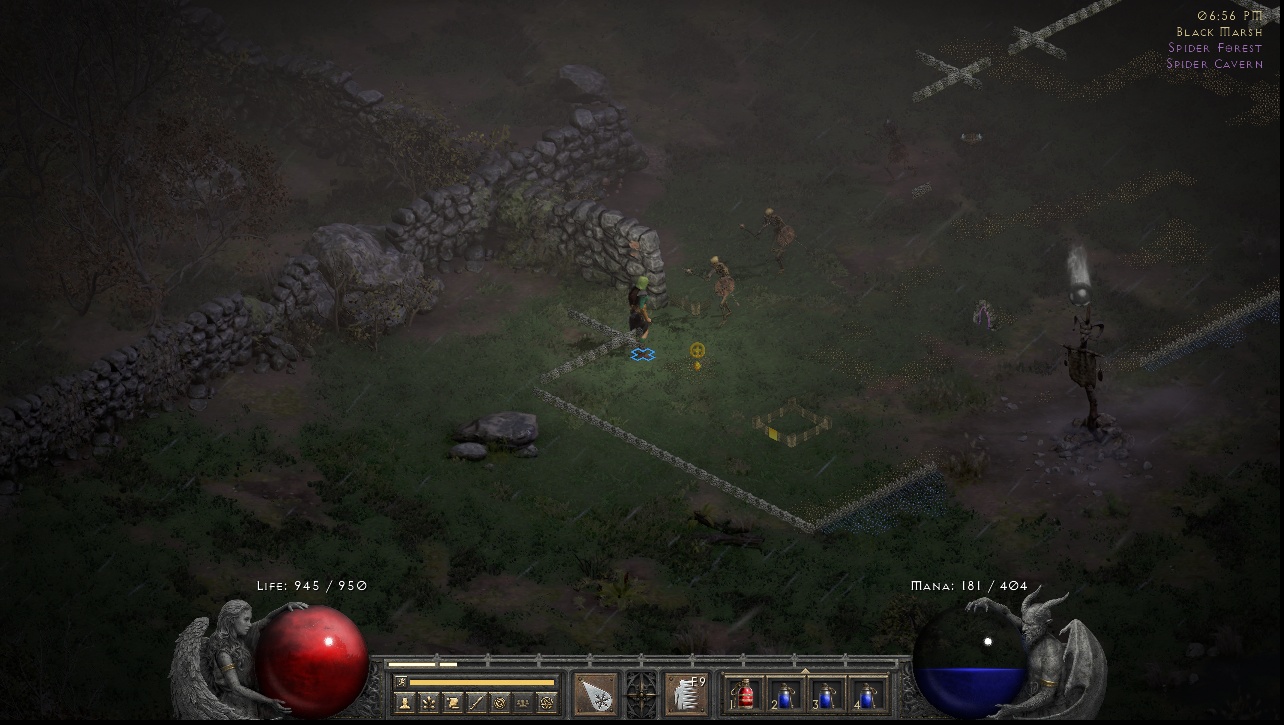 06:56 PM
Black Marsh
Spider Forest
Spider Cavern
Life: 945 / 950
Mana: 181 / 404
F9
1
2
3
4